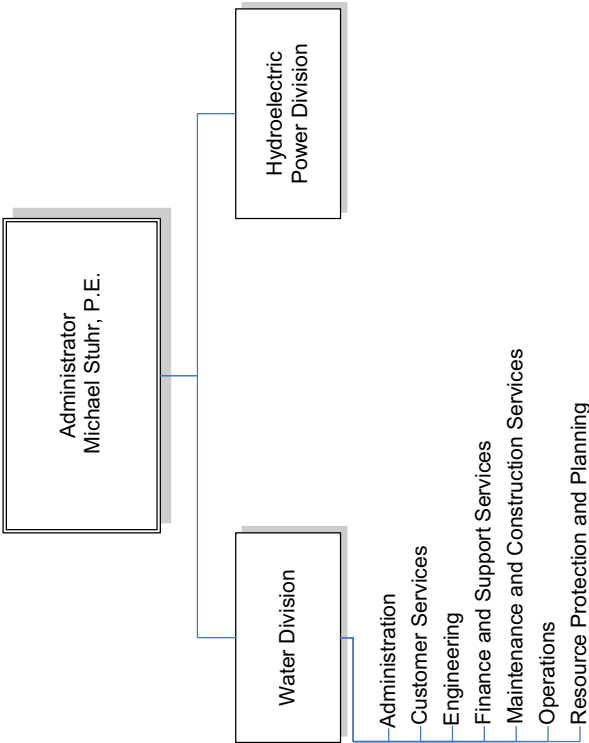 Administrator
Michael Stuhr, P.E.
Water Division
Hydroelectric
Power Division
Administration
Customer Services
Engineering
Finance and Support Services
Maintenance and Construction Services
Operations
Resource Protection and Planning